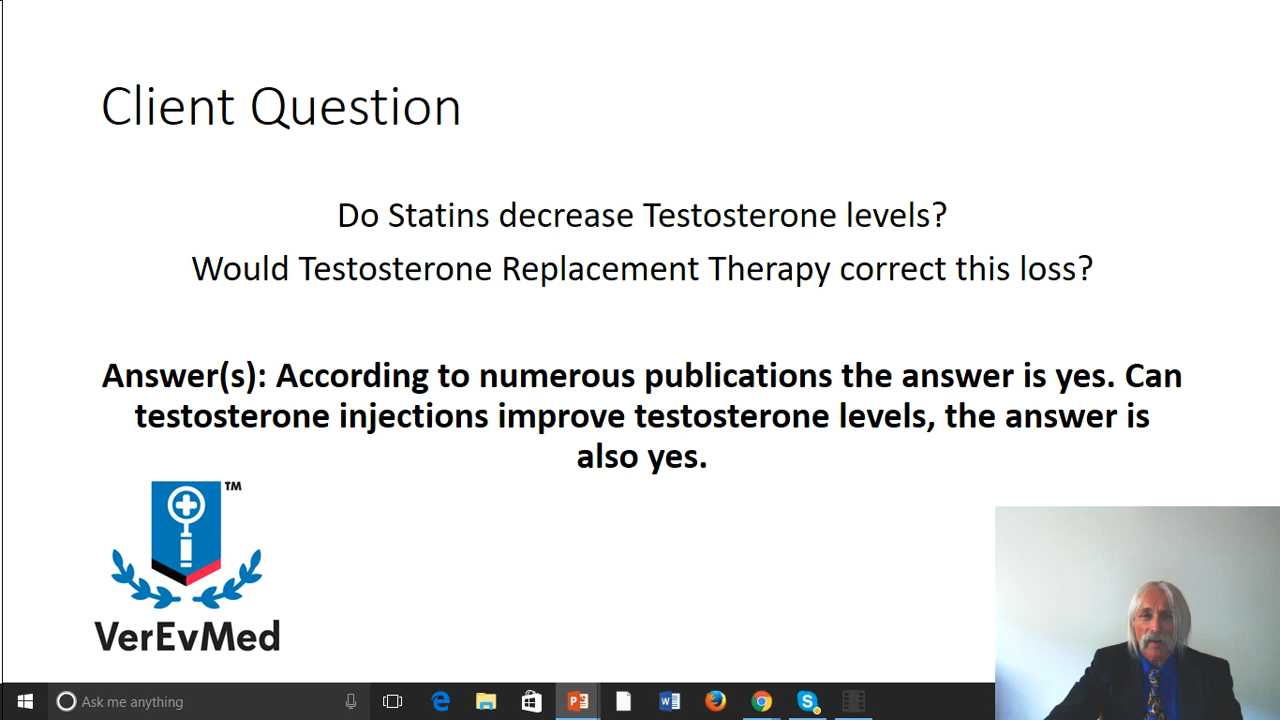 Client Question
Do Statins decrease Testosterone levels?
Would Testosterone Replacement Therapy correct this loss?
Answer(s): According to numerous publications the answer is yes. Can
testosterone injections improve testosterone levels, the answer is
also yes.
TM
VerEvMed
Ask me anything